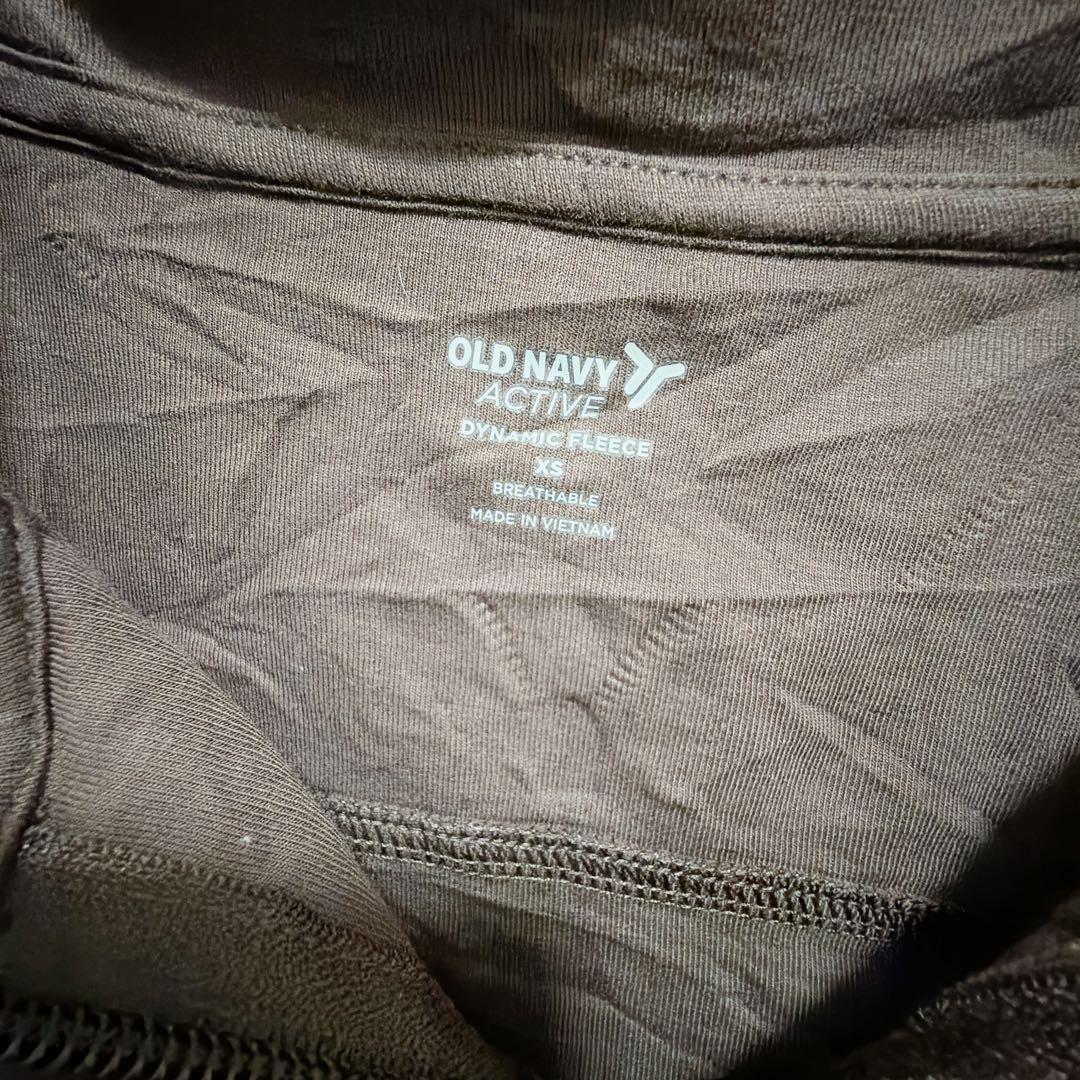 OLD NAVY
ACTIVE
DYNAMIC FLEECE
XS
BREATHABLE
MADE IN VIETNAM